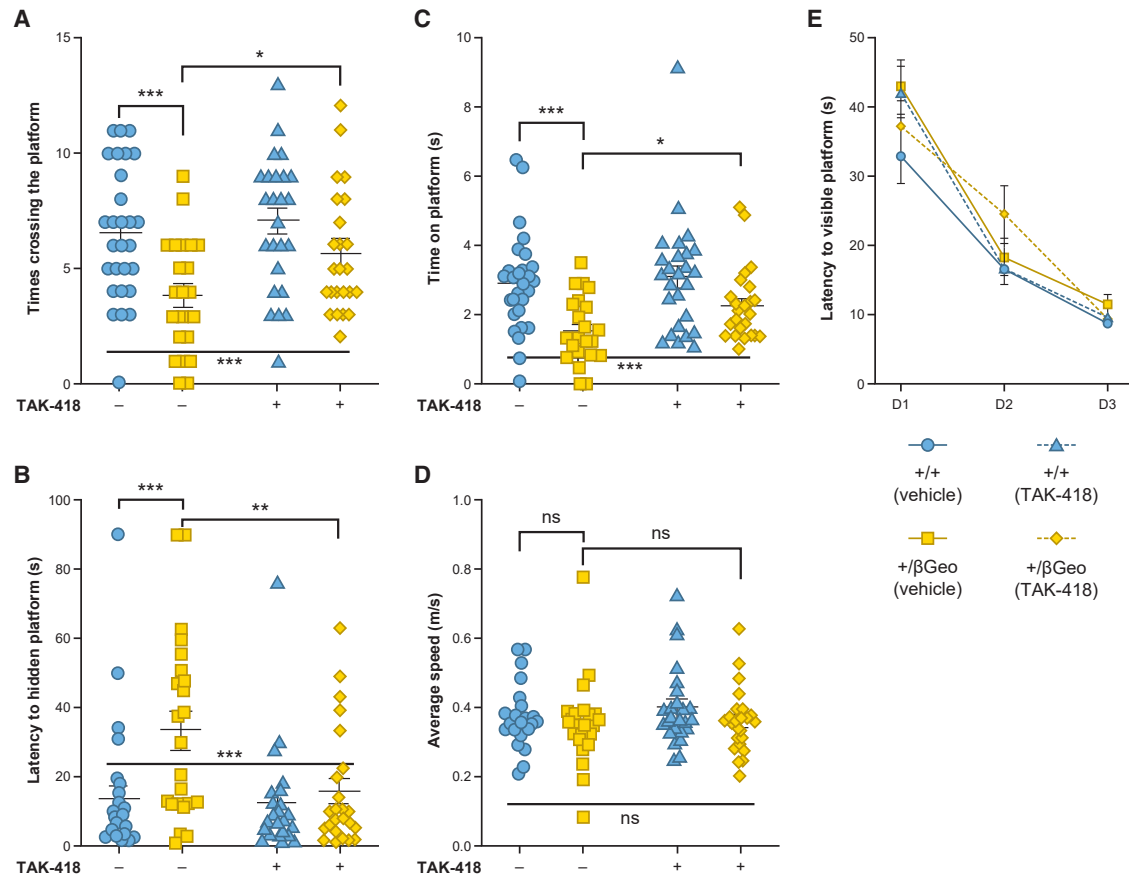 A
Times crossing the platform
15
10
5
0
***
*
***
TAK-418 – – + +
C
Time on platform (s)
10
8
6
4
2
0
***
*
***
TAK-418 – – + +
E
Latency to visible platform (s)
50
40
30
20
10
0
D1 D2 D3
+/+ +/+
(vehicle) (TAK-418)
+/βGeo +/βGeo
(vehicle) (TAK-418)
B
Latency to hidden platform (s)
100
80
60
40
20
0
***
**
***
TAK-418 – – + +
D
Average speed (m/s)
1.0
0.8
0.6
0.4
0.2
0.0
ns
ns
ns
TAK-418 – – + +